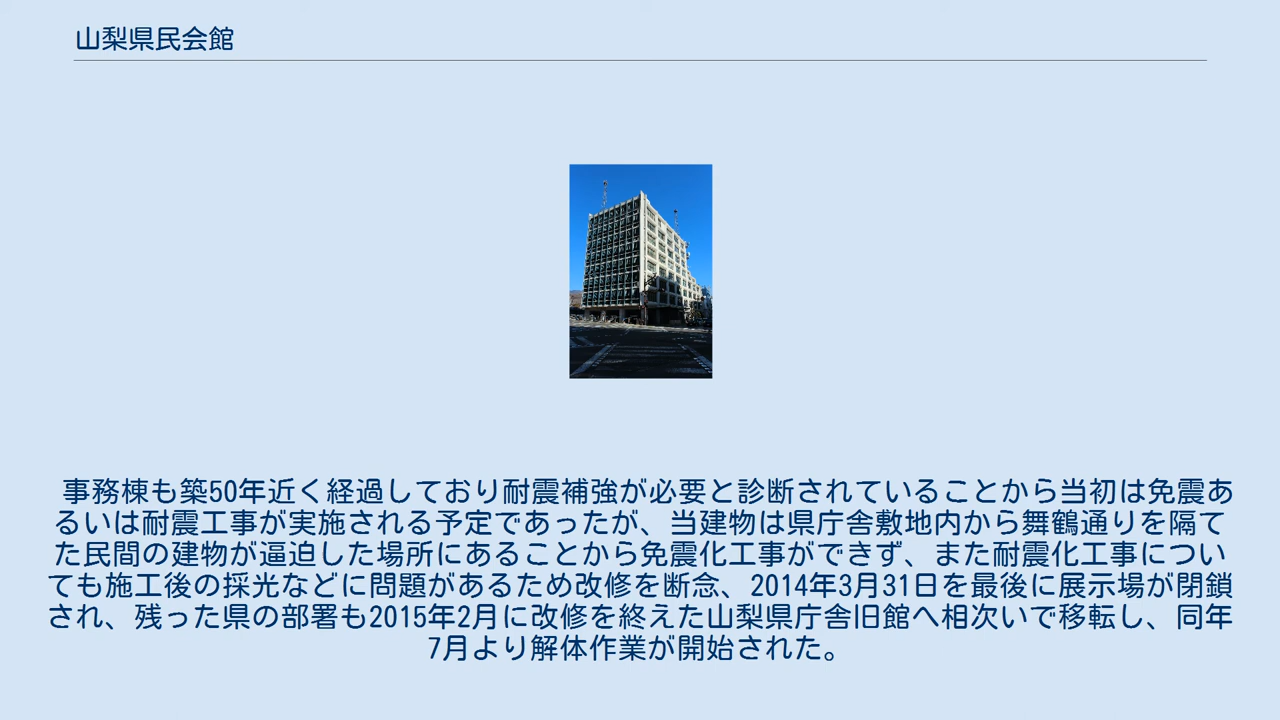 山梨県民会館
事務棟も築50年近く経過しており耐震補強が必要と診断されていることから当初は免震あ
るいは耐震工事が実施される予定であったが、当建物は県庁舎敷地内から舞鶴通りを隔て
た民間の建物が逼迫した場所にあることから免震化工事ができず、また耐震化工事につい
ても施工後の採光などに問題があるため改修を断念、2014年3月31日を最後に展示場が閉鎖
され、残った県の部署も2015年2月に改修を終えた山梨県庁舎旧館へ相次いで移転し、同年
7月より解体作業が開始された。